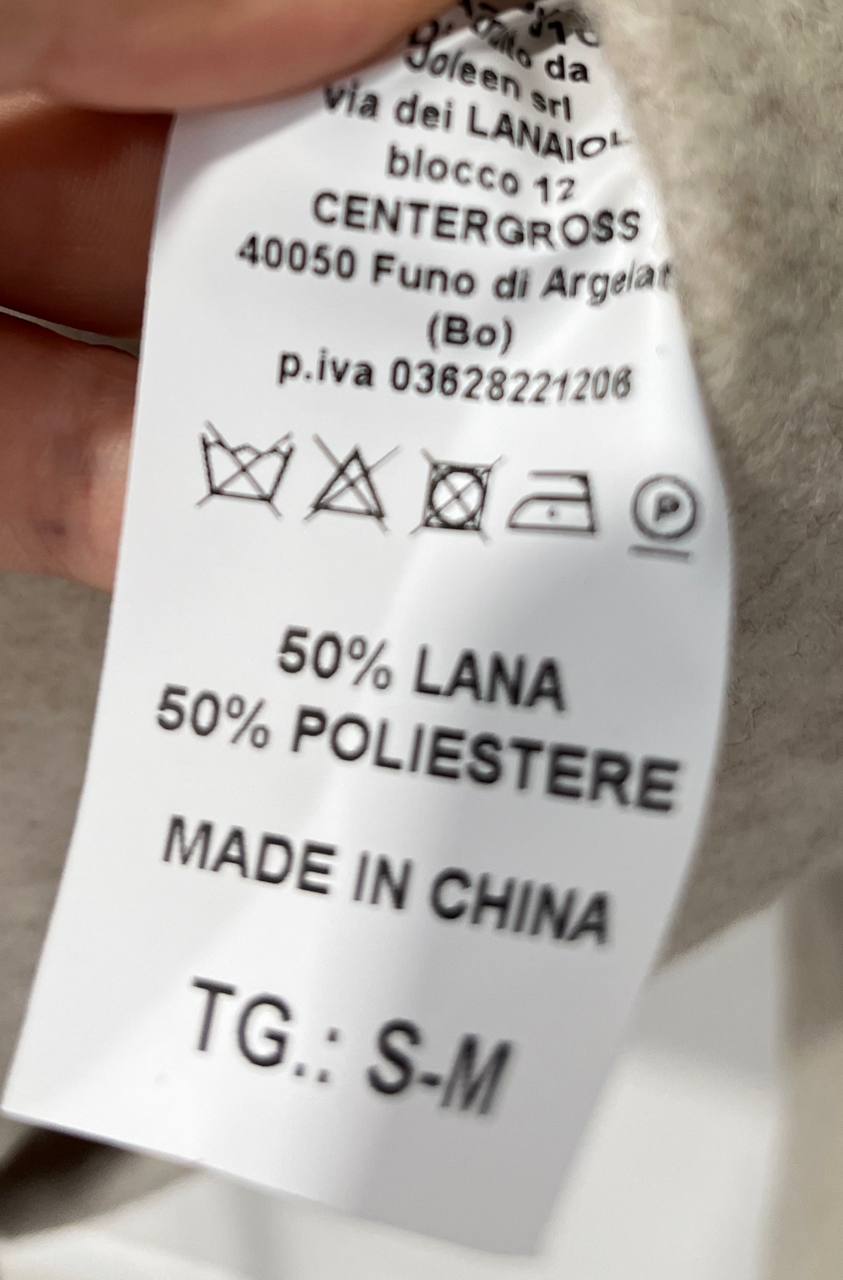 da
srl
via dei LANAIOL
blocco 12
CENTERGROSS
40050 Funo di Argelat
(Bo)
p.iva 03628221206
P
50% LANA
50% POLIESTERE
MADE IN CHINA
TG.: S-M